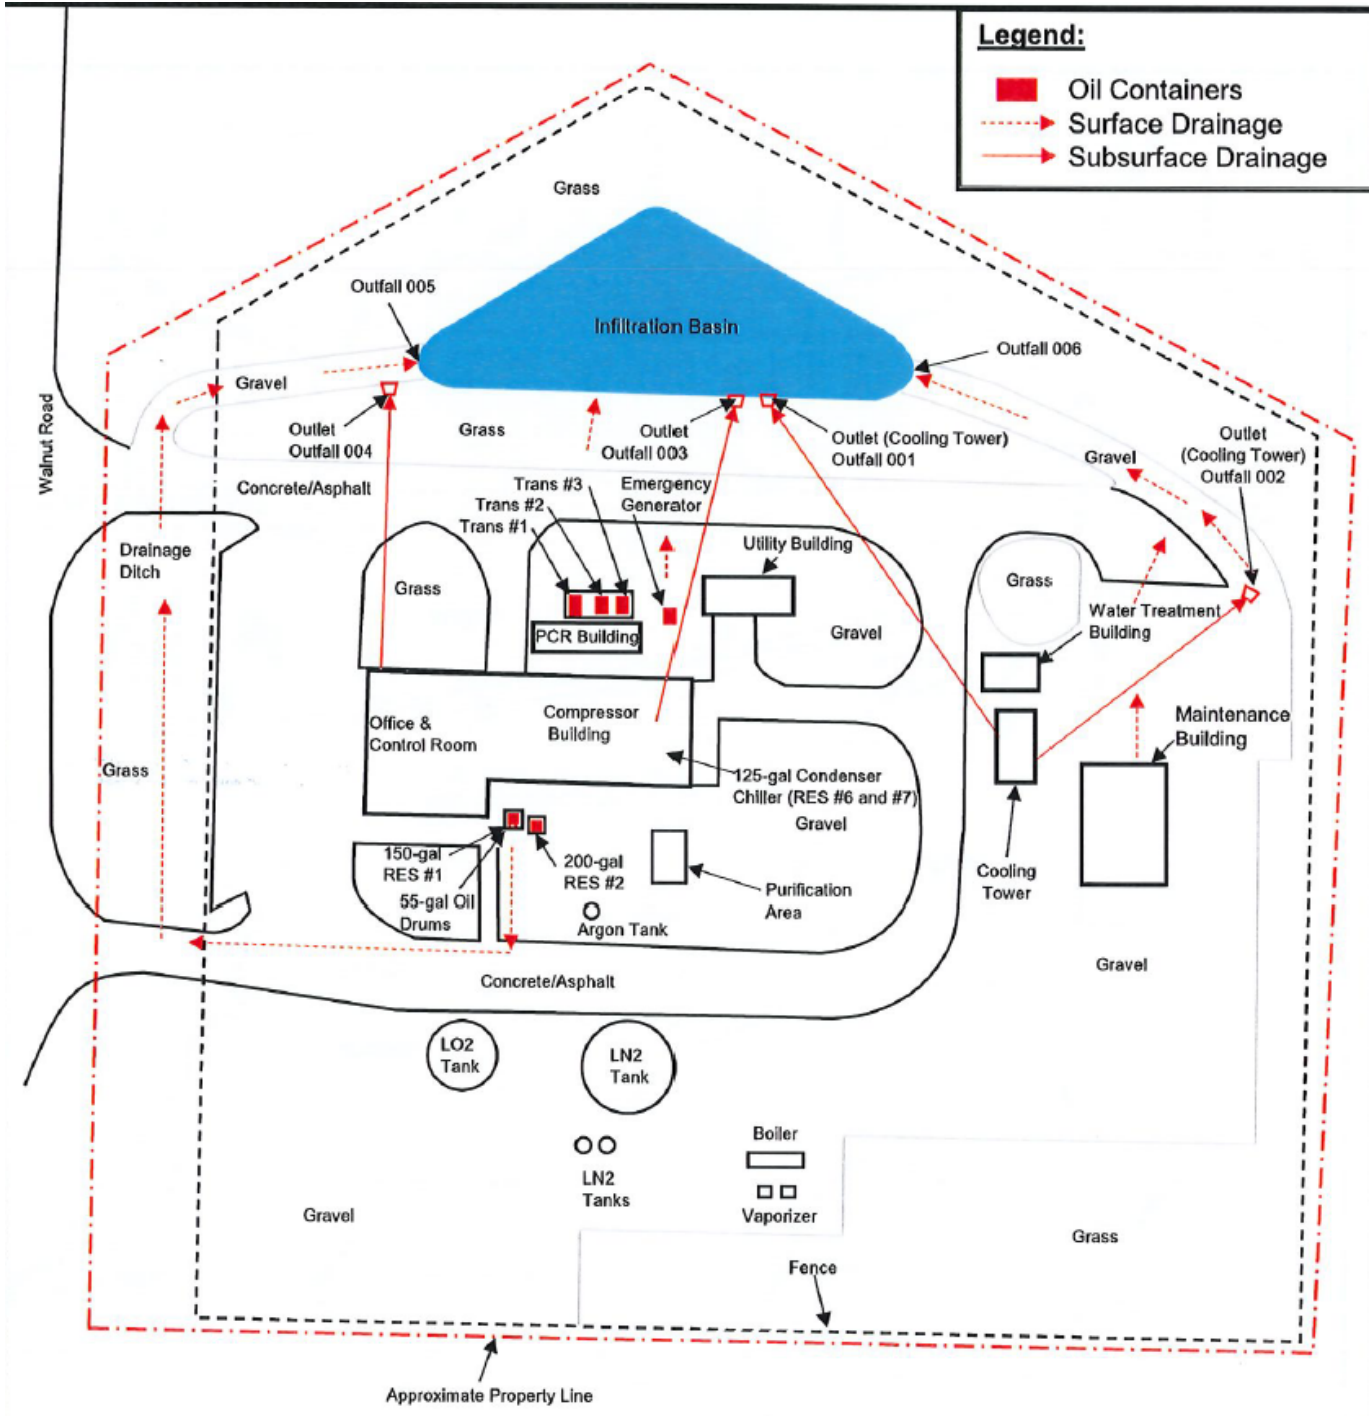 Legend:
Oil Containers
Surface Drainage
Subsurface Drainage
Grass
Outfall 005
Infiltration Basin
Outfall 006
Gravel
Walnut Road
Outlet
Outfall 004
Grass
Outlet
Outfall 003
Outlet (Cooling Tower)
Outfall 001
Gravel
Outlet
(Cooling Tower)
Outfall 002
Concrete/Asphalt
Trans #3
Trans #2
Trans #1
Emergency
Generator
Utility Building
Drainage
Ditch
Grass
Grass
Water Treatment
Building
PCR Building
Gravel
Office &
Control Room
Compressor
Building
Maintenance
Building
Grass
125-gal Condenser
Chiller (RES #6 and #7)
Gravel
150-gal
RES #1
55-gal Oil
Drums
200-gal
RES #2
Purification
Area
Cooling
Tower
Argon Tank
Gravel
Concrete/Asphalt
LO2
Tank
LN2
Tank
Boiler
LN2
Tanks
Vaporizer
Gravel
Grass
Fence
Approximate Property Line